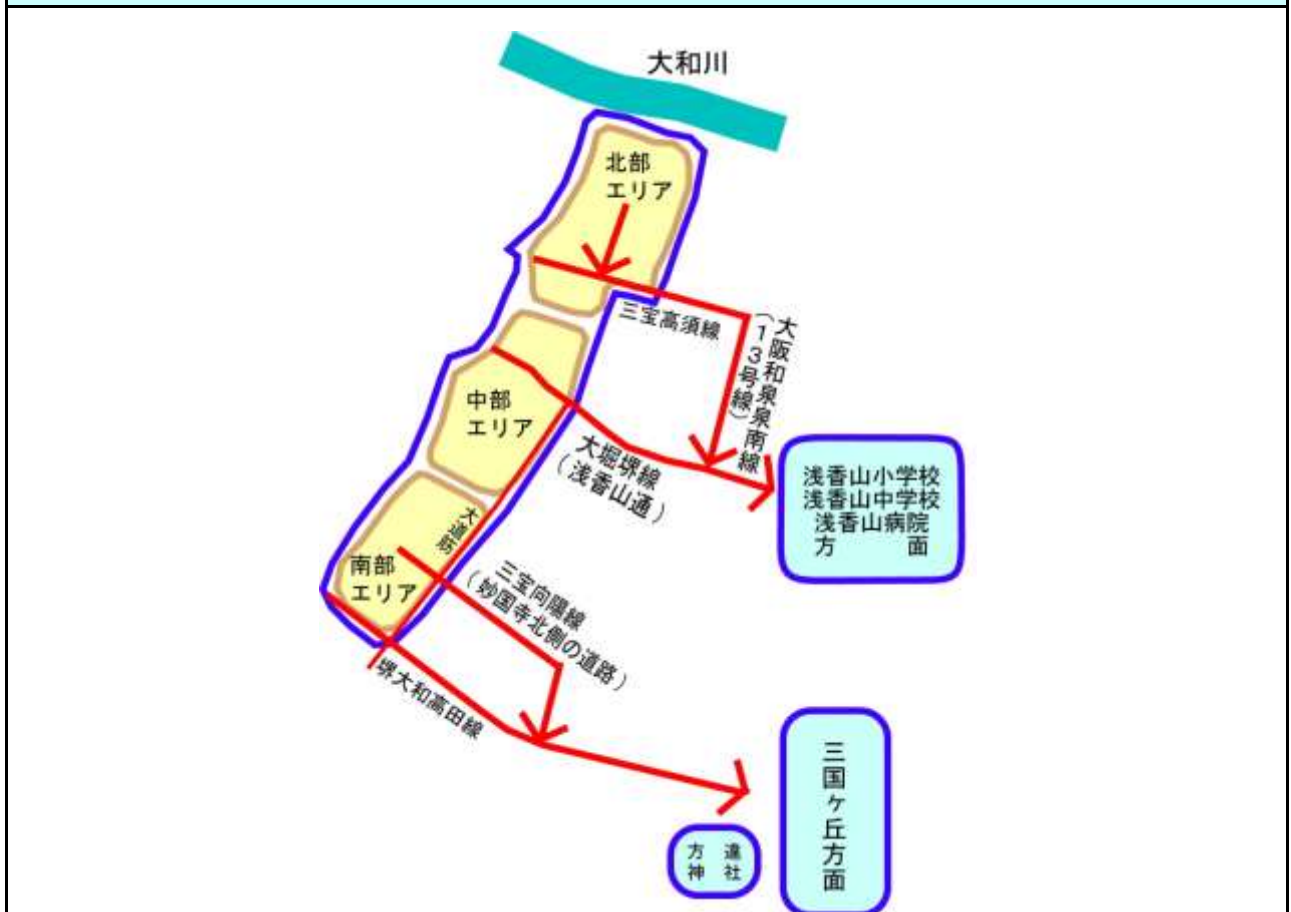 大和川
北部
エリア
三宝高須線
大阪和泉泉南線
（13号線）
中部
エリア
大堀堺線
（浅香山通）
浅香山小学校
浅香山中学校
浅香山病院
方　　面
大道筋
南部
エリア
三宝向陽線
（妙国寺北側の道路）
堺大和高田線
三国ヶ丘方面
方　違
神　社